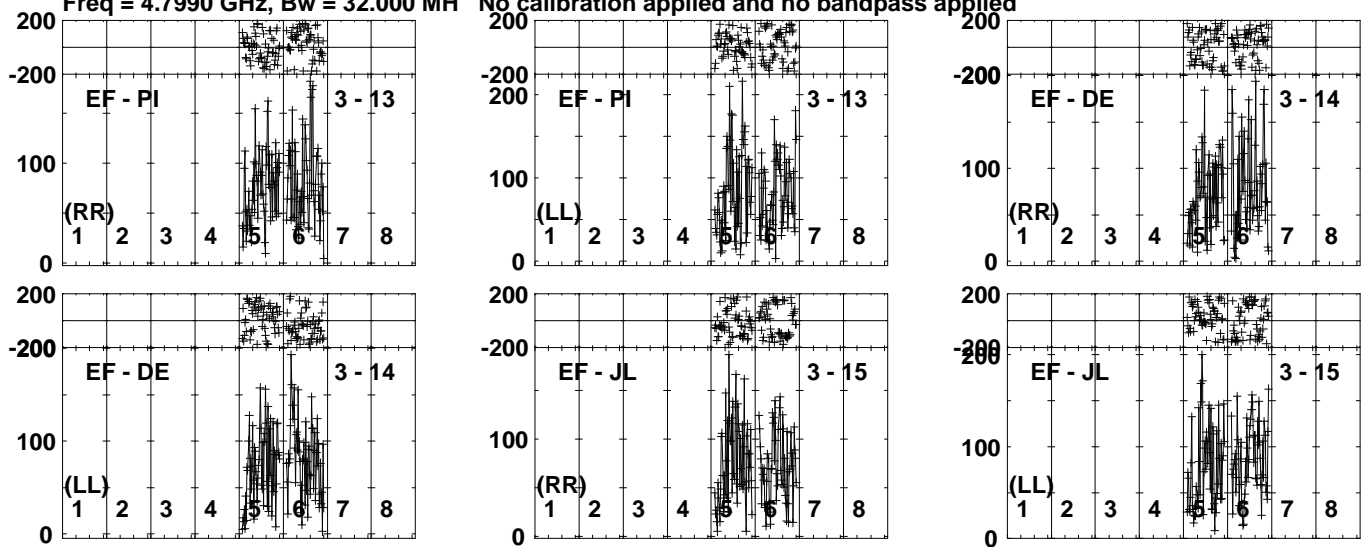 Freq = 4.7990 GHz, Bw = 32.000 MH No calibration applied and no bandpass applied
200 200 200
-200 -200 -200
EF - PI 3 - 13 200 EF - PI 3 - 13 200 EF - DE 3 - 14
100 100 100
(RR) (LL) (RR)
1 2 3 4 5 6 7 8 1 2 3 4 5 6 7 8 1 2 3 4 5 6 7 8
0 0 0
200 200 200
-200 -200 -200
200
EF - DE 3 - 14 EF - JL 3 - 15 EF - JL 3 - 15
100 100 100
(LL) (RR) (LL)
1 2 3 4 5 6 7 8 1 2 3 4 5 6 7 8 1 2 3 4 5 6 7 8
0 0 0